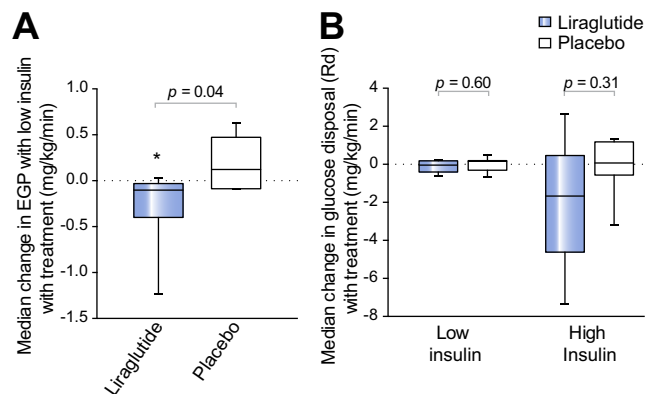 A
B
Liraglutide
Placebo
Median change in EGP with low insulin
with treatment (mg/kg/min)
1.0
0.5
0.0
-0.5
-1.0
-1.5
p = 0.04
*
Liraglutide
Placebo
Median change in glucose disposal (Rd)
with treatment (mg/kg/min)
4
2
0
-2
-4
-6
-8
p = 0.60
p = 0.31
Low
insulin
High
Insulin